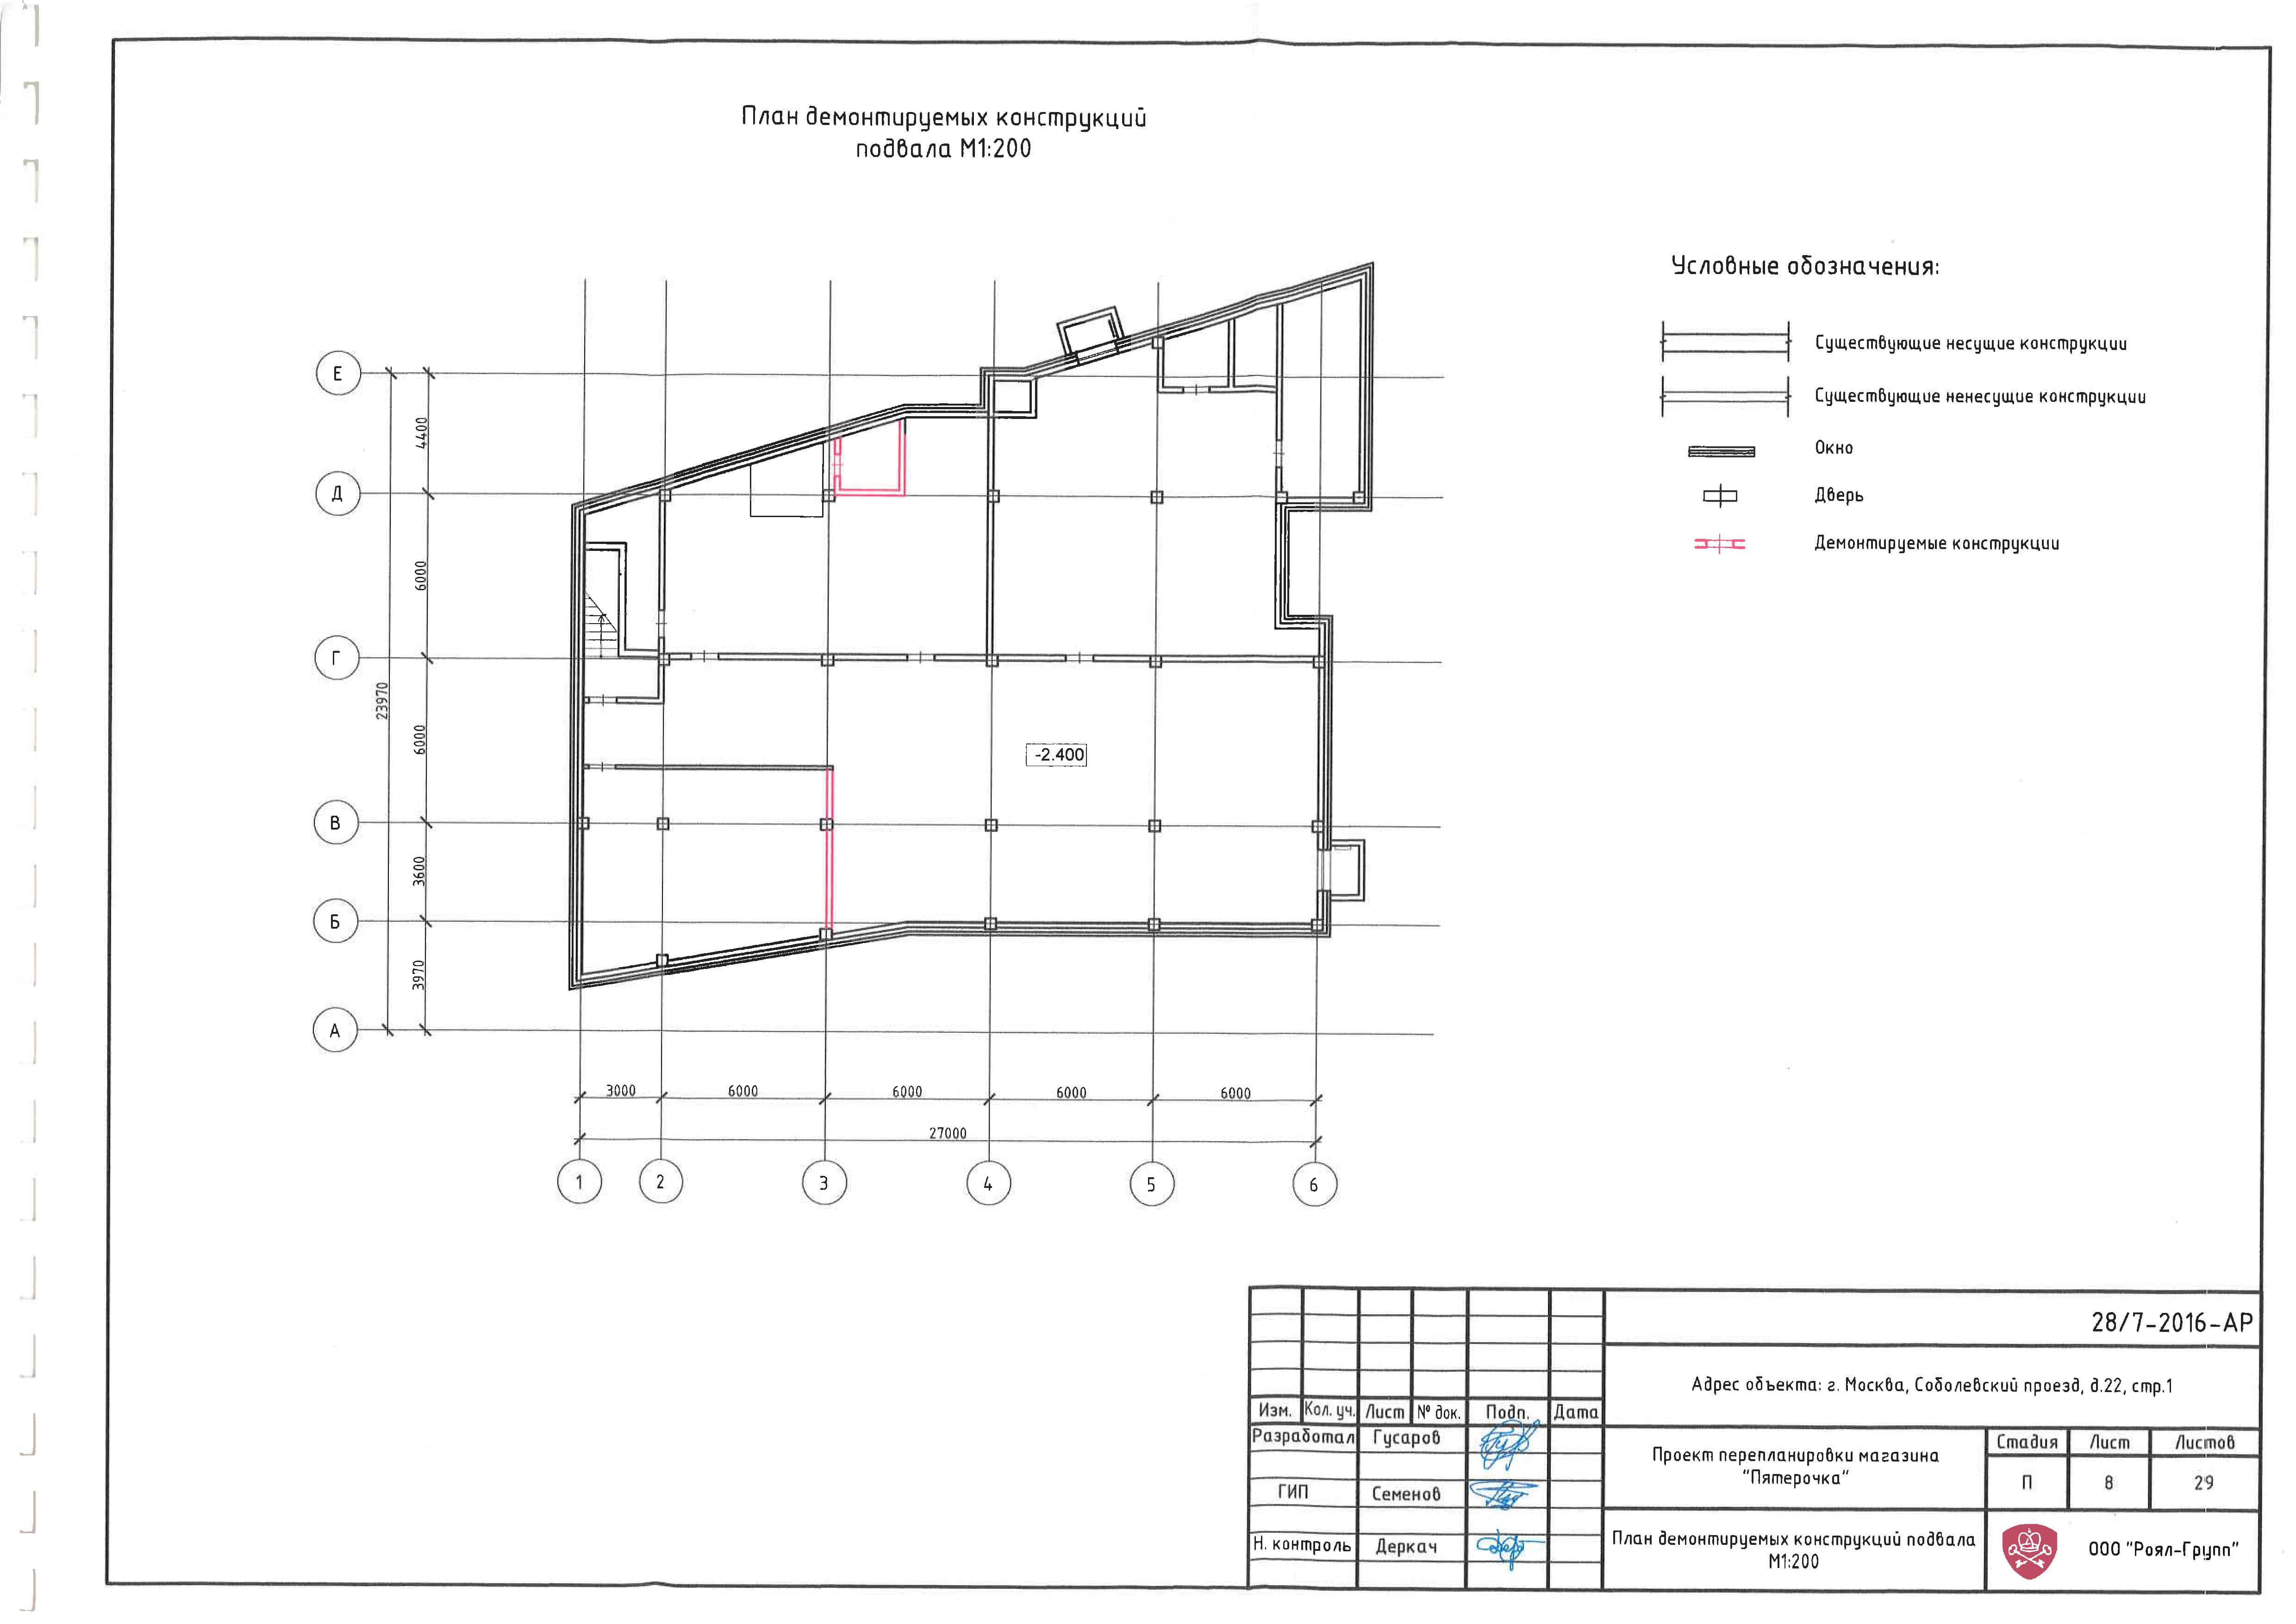 План демонтируемых конструкций
подвала М1:200
Условные обозначения:
Существующие несущие конструкции
Существующие ненесущие конструкции
Окно
Дверь
Демонтируемые конструкции
Е
Д
Г
В
Б
А
4400
6000
6000
3600
3970
23970
-2.400
3000
6000
6000
6000
6000
27000
1
2
3
4
5
6
28/7-2016-АР
Адрес объекта: г. Москва, Соболевский проезд, д.22, стр.1
Изм. Кол. уч. Лист № док. Подп. Дата
Разработал Гусаров
ГИП Семенов
Н. контроль Деркач
Проект перепланировки магазина
"Пятерочка"
Стадия Лист Листов
П 8 29
План демонтируемых конструкций подвала
М1:200
ООО "Роял-Групп"